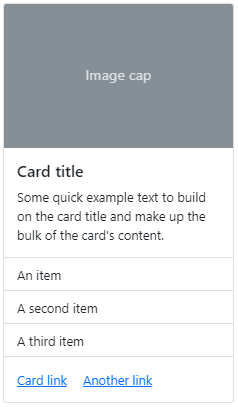 Image cap
Card title
Some quick example text to build
on the card title and make up the
bulk of the card's content.
An item
A second item
A third item
Card link Another link